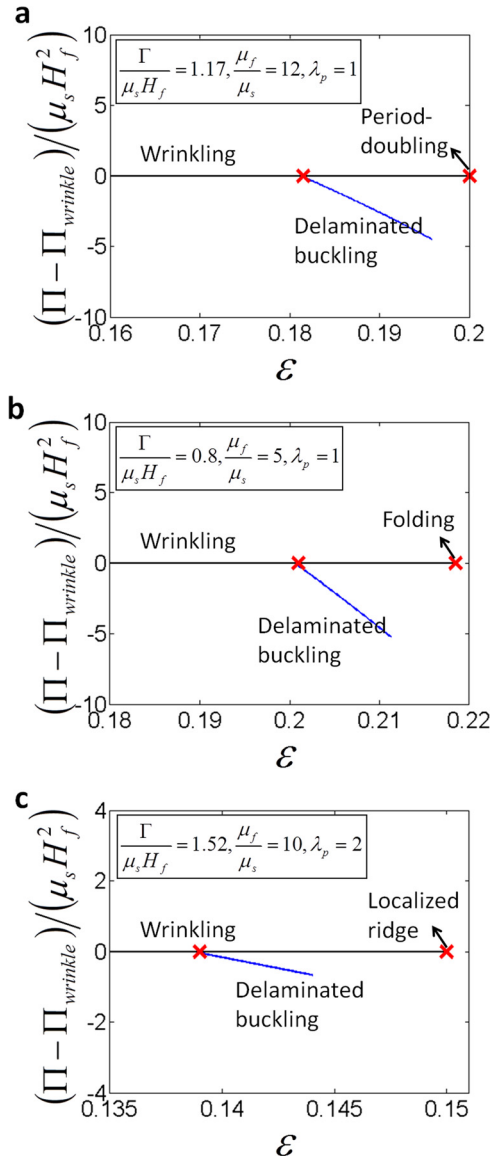 a
(Π−Π_wrinkle)/(μ_s H_f^2)
10
5
0
-5
-10
Γ/(μ_s H_f) = 1.17, μ_f/μ_s = 12, λ_p = 1
Wrinkling
Period-
doubling
Delaminated
buckling
0.16 0.17 0.18 0.19 0.2
ε
b
(Π−Π_wrinkle)/(μ_s H_f^2)
10
5
0
-5
-10
Γ/(μ_s H_f) = 0.8, μ_f/μ_s = 5, λ_p = 1
Wrinkling
Folding
Delaminated
buckling
0.18 0.19 0.2 0.21 0.22
ε
c
(Π−Π_wrinkle)/(μ_s H_f^2)
4
2
0
-2
-4
Γ/(μ_s H_f) = 1.52, μ_f/μ_s = 10, λ_p = 2
Wrinkling
Localized
ridge
Delaminated
buckling
0.135 0.14 0.145 0.15
ε